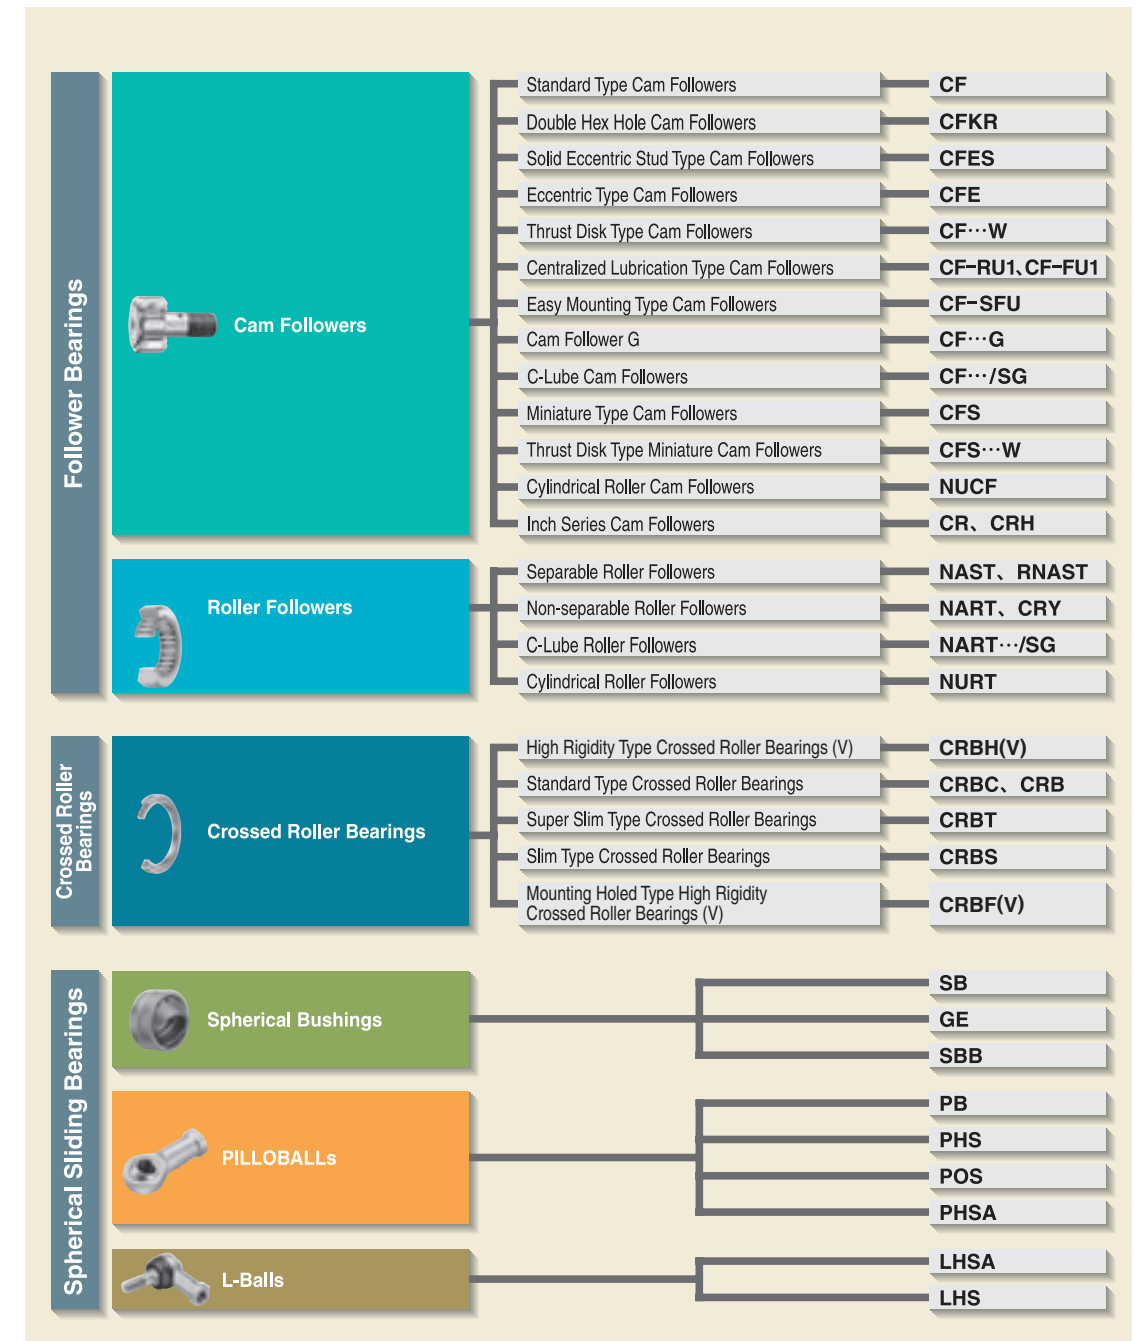 Follower Bearings
Cam Followers
Standard Type Cam Followers
CF
Double Hex Hole Cam Followers
CFKR
Solid Eccentric Stud Type Cam Followers
CFES
Eccentric Type Cam Followers
CFE
Thrust Disk Type Cam Followers
CF···W
Centralized Lubrication Type Cam Followers
CF-RU1、CF-FU1
Easy Mounting Type Cam Followers
CF-SFU
Cam Follower G
CF···G
C-Lube Cam Followers
CF···/SG
Miniature Type Cam Followers
CFS
Thrust Disk Type Miniature Cam Followers
CFS···W
Cylindrical Roller Cam Followers
NUCF
Inch Series Cam Followers
CR、CRH
Roller Followers
Separable Roller Followers
NAST、RNAST
Non-separable Roller Followers
NART、CRY
C-Lube Roller Followers
NART···/SG
Cylindrical Roller Followers
NURT
Crossed Roller
Bearings
Crossed Roller Bearings
High Rigidity Type Crossed Roller Bearings (V)
CRBH(V)
Standard Type Crossed Roller Bearings
CRBC、CRB
Super Slim Type Crossed Roller Bearings
CRBT
Slim Type Crossed Roller Bearings
CRBS
Mounting Holed Type High Rigidity
Crossed Roller Bearings (V)
CRBF(V)
Spherical Sliding Bearings
Spherical Bushings
SB
GE
SBB
PILLOBALLs
PB
PHS
POS
PHSA
L-Balls
LHSA
LHS